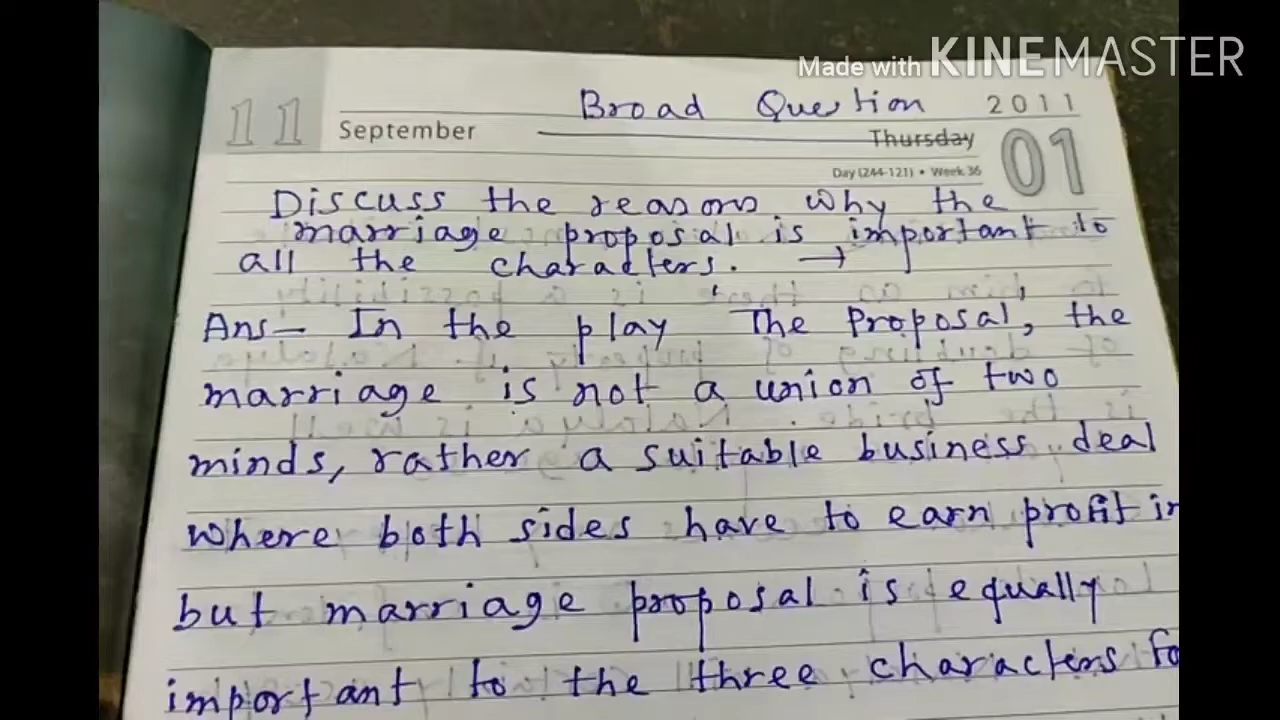 Made with KINEMASTER
Broad Question 2011
11 September Thursday 01
Day (244-121) • Week 36
Discuss the reasons why the
marriage proposal is important to
all the characters. →
Ans— In the play The Proposal, the
marriage is not a union of two
minds, rather a suitable business deal
where both sides have to earn profit in
but marriage proposal is equally
important to the three characters fo